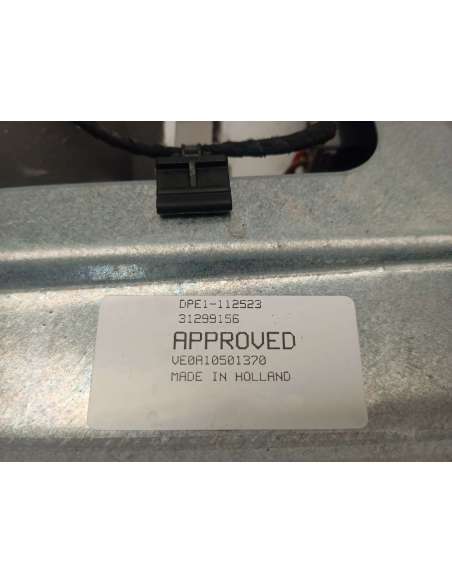 DPE1-112523
31299156
APPROVED
VE0A10501370
MADE IN HOLLAND